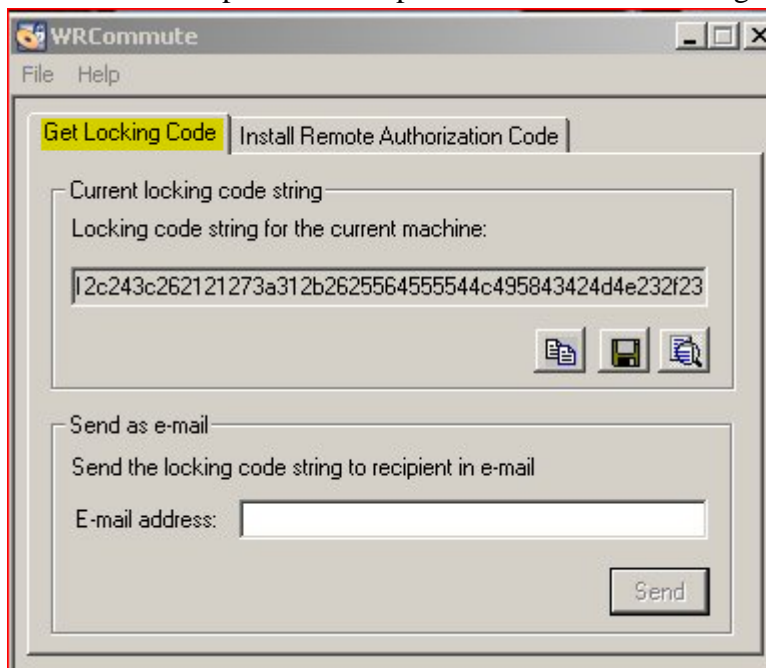 WRCommute
File Help
Get Locking Code Install Remote Authorization Code
Current locking code string
Locking code string for the current machine:
12c243c262121273a312b2625564555544c495843424d4e232f23
Send as e-mail
Send the locking code string to recipient in e-mail
E-mail address:
Send